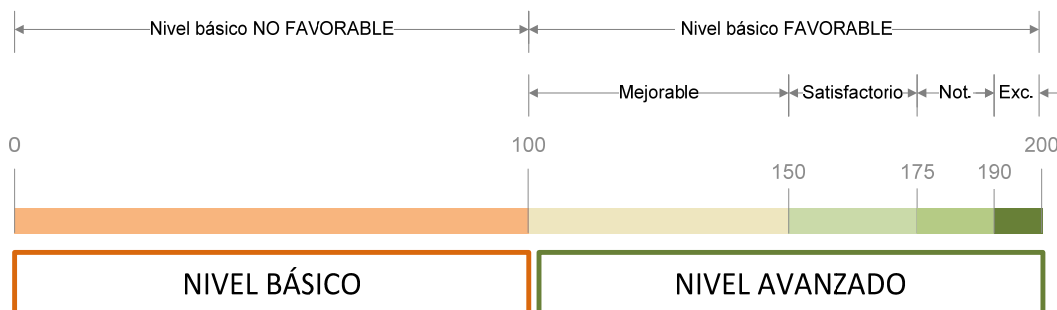 Nivel básico NO FAVORABLE Nivel básico FAVORABLE
Mejorable Satisfactorio Not. Exc.
0 100 200
150 175 190
NIVEL BÁSICO NIVEL AVANZADO